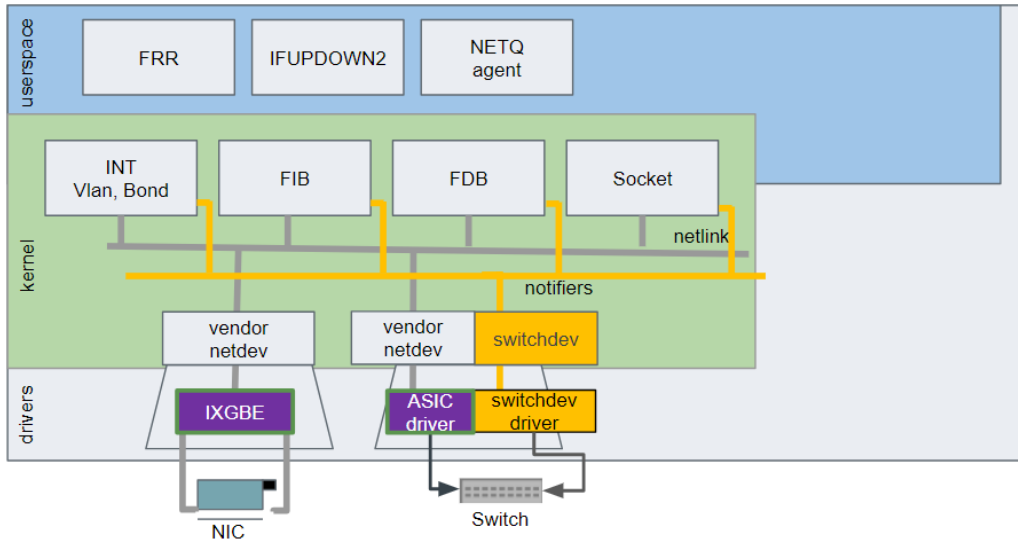 userspace
FRR
IFUPDOWN2
NETQ
agent
kernel
INT
Vlan, Bond
FIB
FDB
Socket
netlink
notifiers
vendor
netdev
vendor
netdev
switchdev
drivers
IXGBE
ASIC
driver
switchdev
driver
NIC
Switch